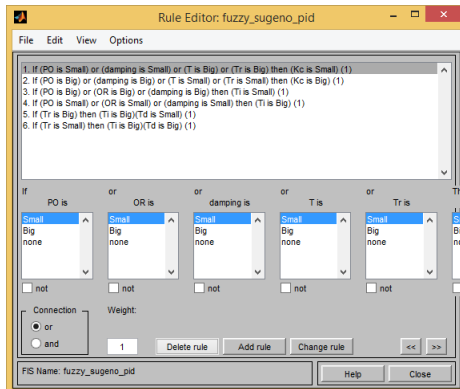 Rule Editor: fuzzy_sugeno_pid
File Edit View Options
1. If (PO is Small) or (damping is Small) or (T is Big) or (Tr is Big) then (Kc is Small) (1)
2. If (PO is Big) or (damping is Big) or (T is Small) or (Tr is Small) then (Kc is Big) (1)
3. If (PO is Big) or (OR is Big) or (damping is Big) then (Ti is Small) (1)
4. If (PO is Small) or (OR is Small) or (damping is Small) then (Ti is Big) (1)
5. If (Tr is Big) then (Ti is Big)(Td is Small) (1)
6. If (Tr is Small) then (Ti is Big)(Td is Big) (1)
If or or or or Th
PO is OR is damping is T is Tr is
Small Small Small Small Small S
Big Big Big Big Big Bi
none none none none none
not not not not not
Connection Weight:
or
and 1 Delete rule Add rule Change rule << >>
FIS Name: fuzzy_sugeno_pid Help Close